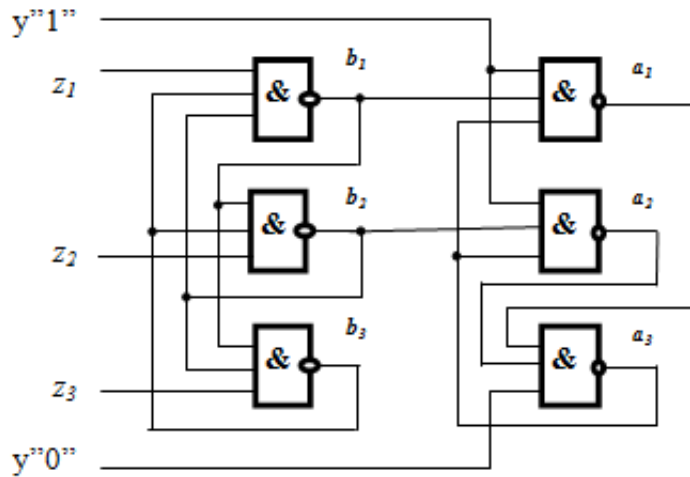 y"1"
z₁ & b₁ & a₁
z₂ & b₂ & a₂
z₃ & b₃ & a₃
y"0"